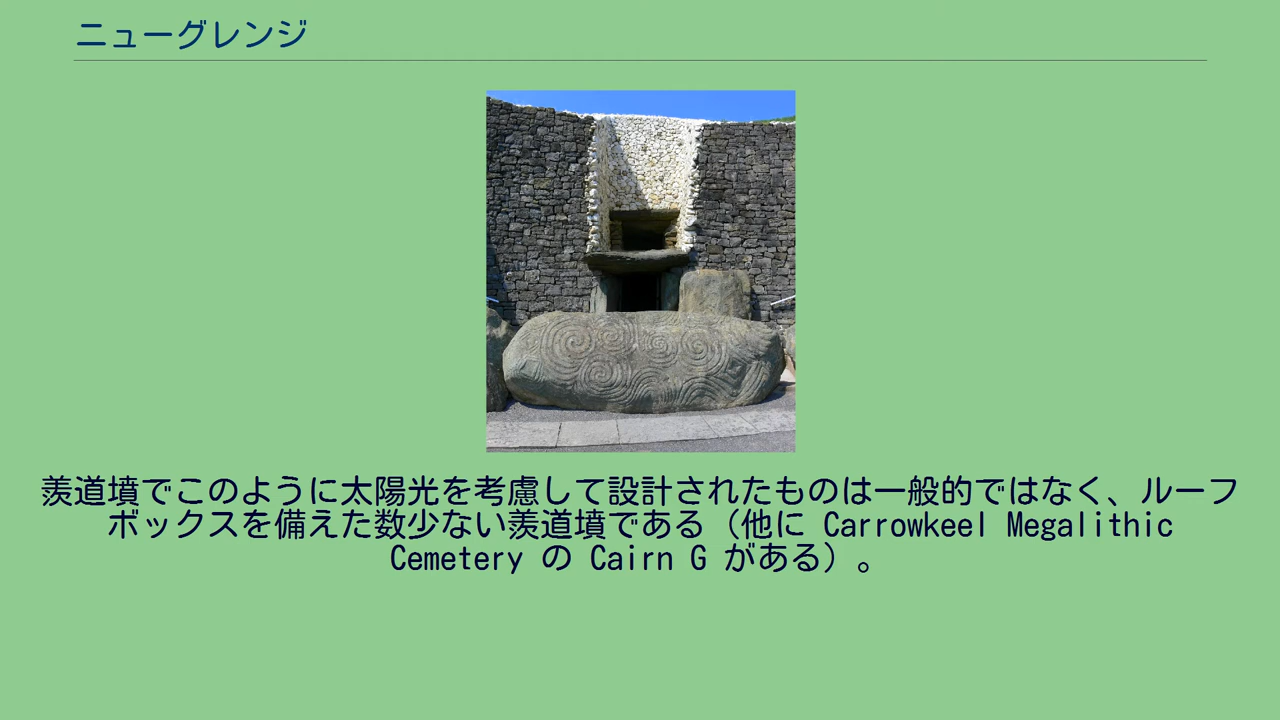 ニューグレンジ
羨道墳でこのように太陽光を考慮して設計されたものは一般的ではなく、ルーフ
ボックスを備えた数少ない羨道墳である（他に Carrowkeel Megalithic
Cemetery の Cairn G がある）。